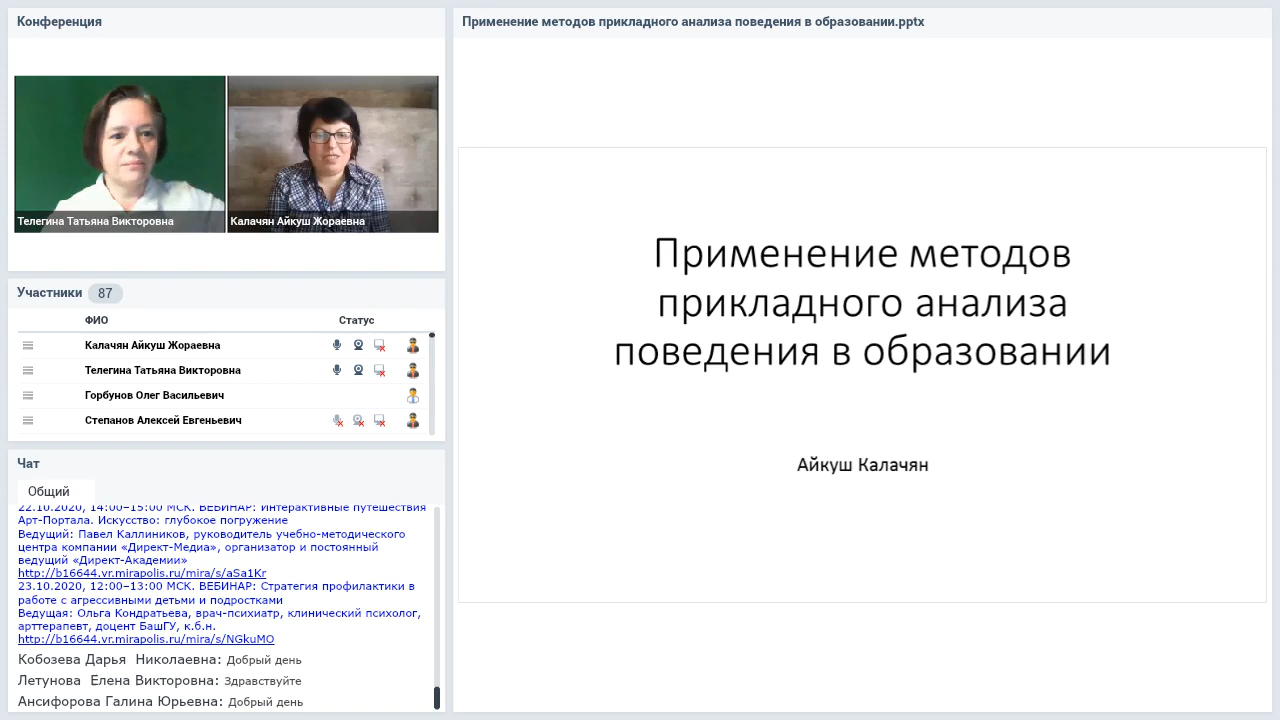 Конференция
Телегина Татьяна Викторовна
Калачян Айкуш Жораевна
Участники 87
ФИО Статус
Калачян Айкуш Жораевна
Телегина Татьяна Викторовна
Горбунов Олег Васильевич
Степанов Алексей Евгеньевич
Чат
Общий
22.10.2020, 14:00–15:00 МСК. ВЕБИНАР: Интерактивные путешествия
Арт-Портала. Искусство: глубокое погружение
Ведущий: Павел Каллиников, руководитель учебно-методического
центра компании «Директ-Медиа», организатор и постоянный
ведущий «Директ-Академии»
http://b16644.vr.mirapolis.ru/mira/s/aSa1Kr
23.10.2020, 12:00–13:00 МСК. ВЕБИНАР: Стратегия профилактики в
работе с агрессивными детьми и подростками
Ведущая: Ольга Кондратьева, врач-психиатр, клинический психолог,
арттерапевт, доцент БашГУ, к.б.н.
http://b16644.vr.mirapolis.ru/mira/s/NGkuMO
Кобозева Дарья  Николаевна: Добрый день
Летунова  Елена Викторовна: Здравствуйте
Ансифорова Галина Юрьевна: Добрый день
Применение методов прикладного анализа поведения в образовании.pptx
Применение методов
прикладного анализа
поведения в образовании
Айкуш Калачян